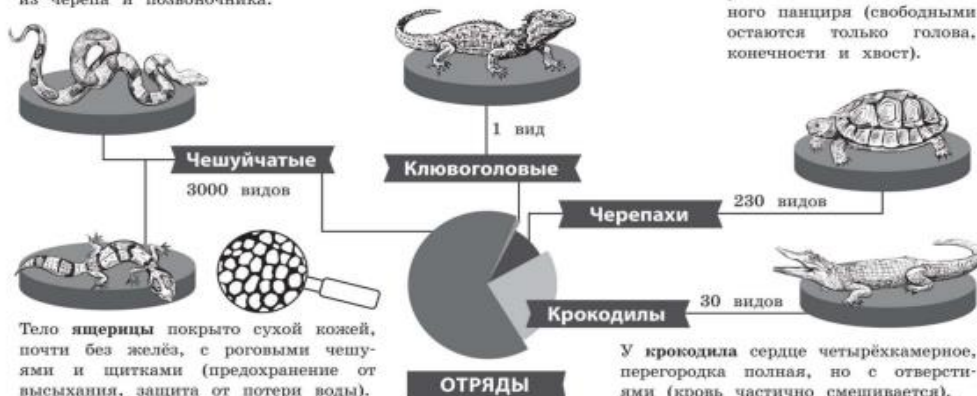 из черепа и позвоночника.
ного панциря (свободными
остаются только голова,
конечности и хвост).
1 вид
Чешуйчатые
3000 видов
Клювоголовые
Черепахи
230 видов
Крокодилы
30 видов
Тело ящерицы покрыто сухой кожей,
почти без желёз, с роговыми чешу-
ями и щитками (предохранение от
высыхания, защита от потери воды).
ОТРЯДЫ
У крокодила сердце четырёхкамерное,
перегородка полная, но с отверсти-
ями (кровь частично смешивается).